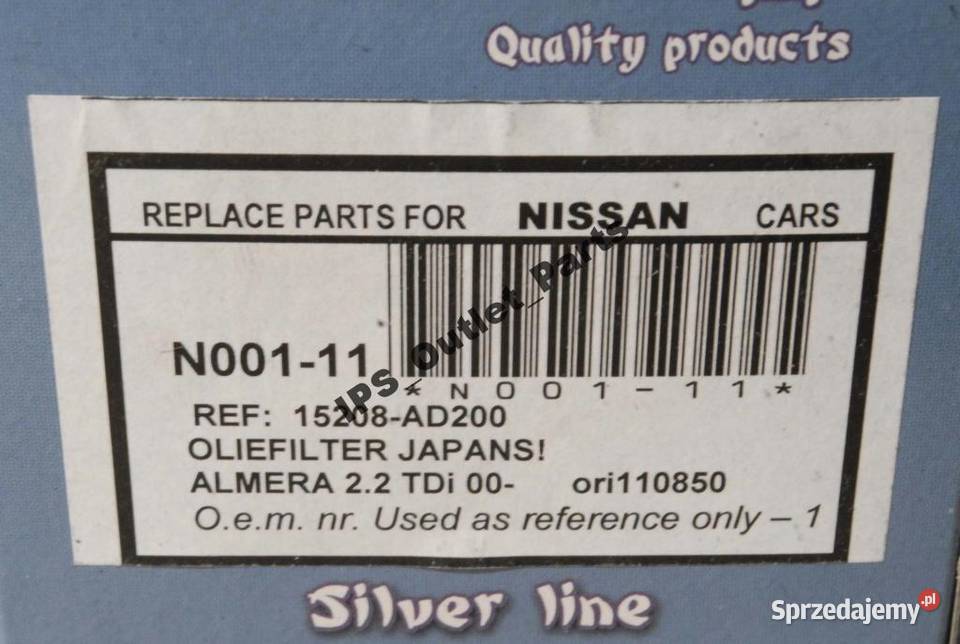 Quality products
REPLACE PARTS FOR NISSAN CARS
N001-11
*N001-11*
REF: 15208-AD200
OLIEFILTER JAPANS!
ALMERA 2.2 TDi 00- ori110850
O.e.m. nr. Used as reference only – 1
IPS_Outlet_Parts
Silver line
Sprzedajemy.pl